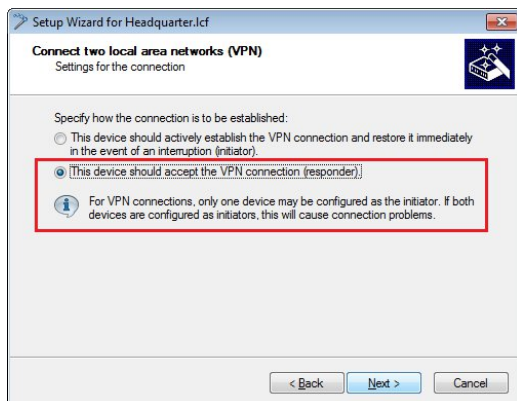 Setup Wizard for Headquarter.lcf
Connect two local area networks (VPN)
Settings for the connection
Specify how the connection is to be established:
This device should actively establish the VPN connection and restore it immediately
in the event of an interruption (initiator).
This device should accept the VPN connection (responder).
For VPN connections, only one device may be configured as the initiator. If both
devices are configured as initiators, this will cause connection problems.
< Back Next > Cancel